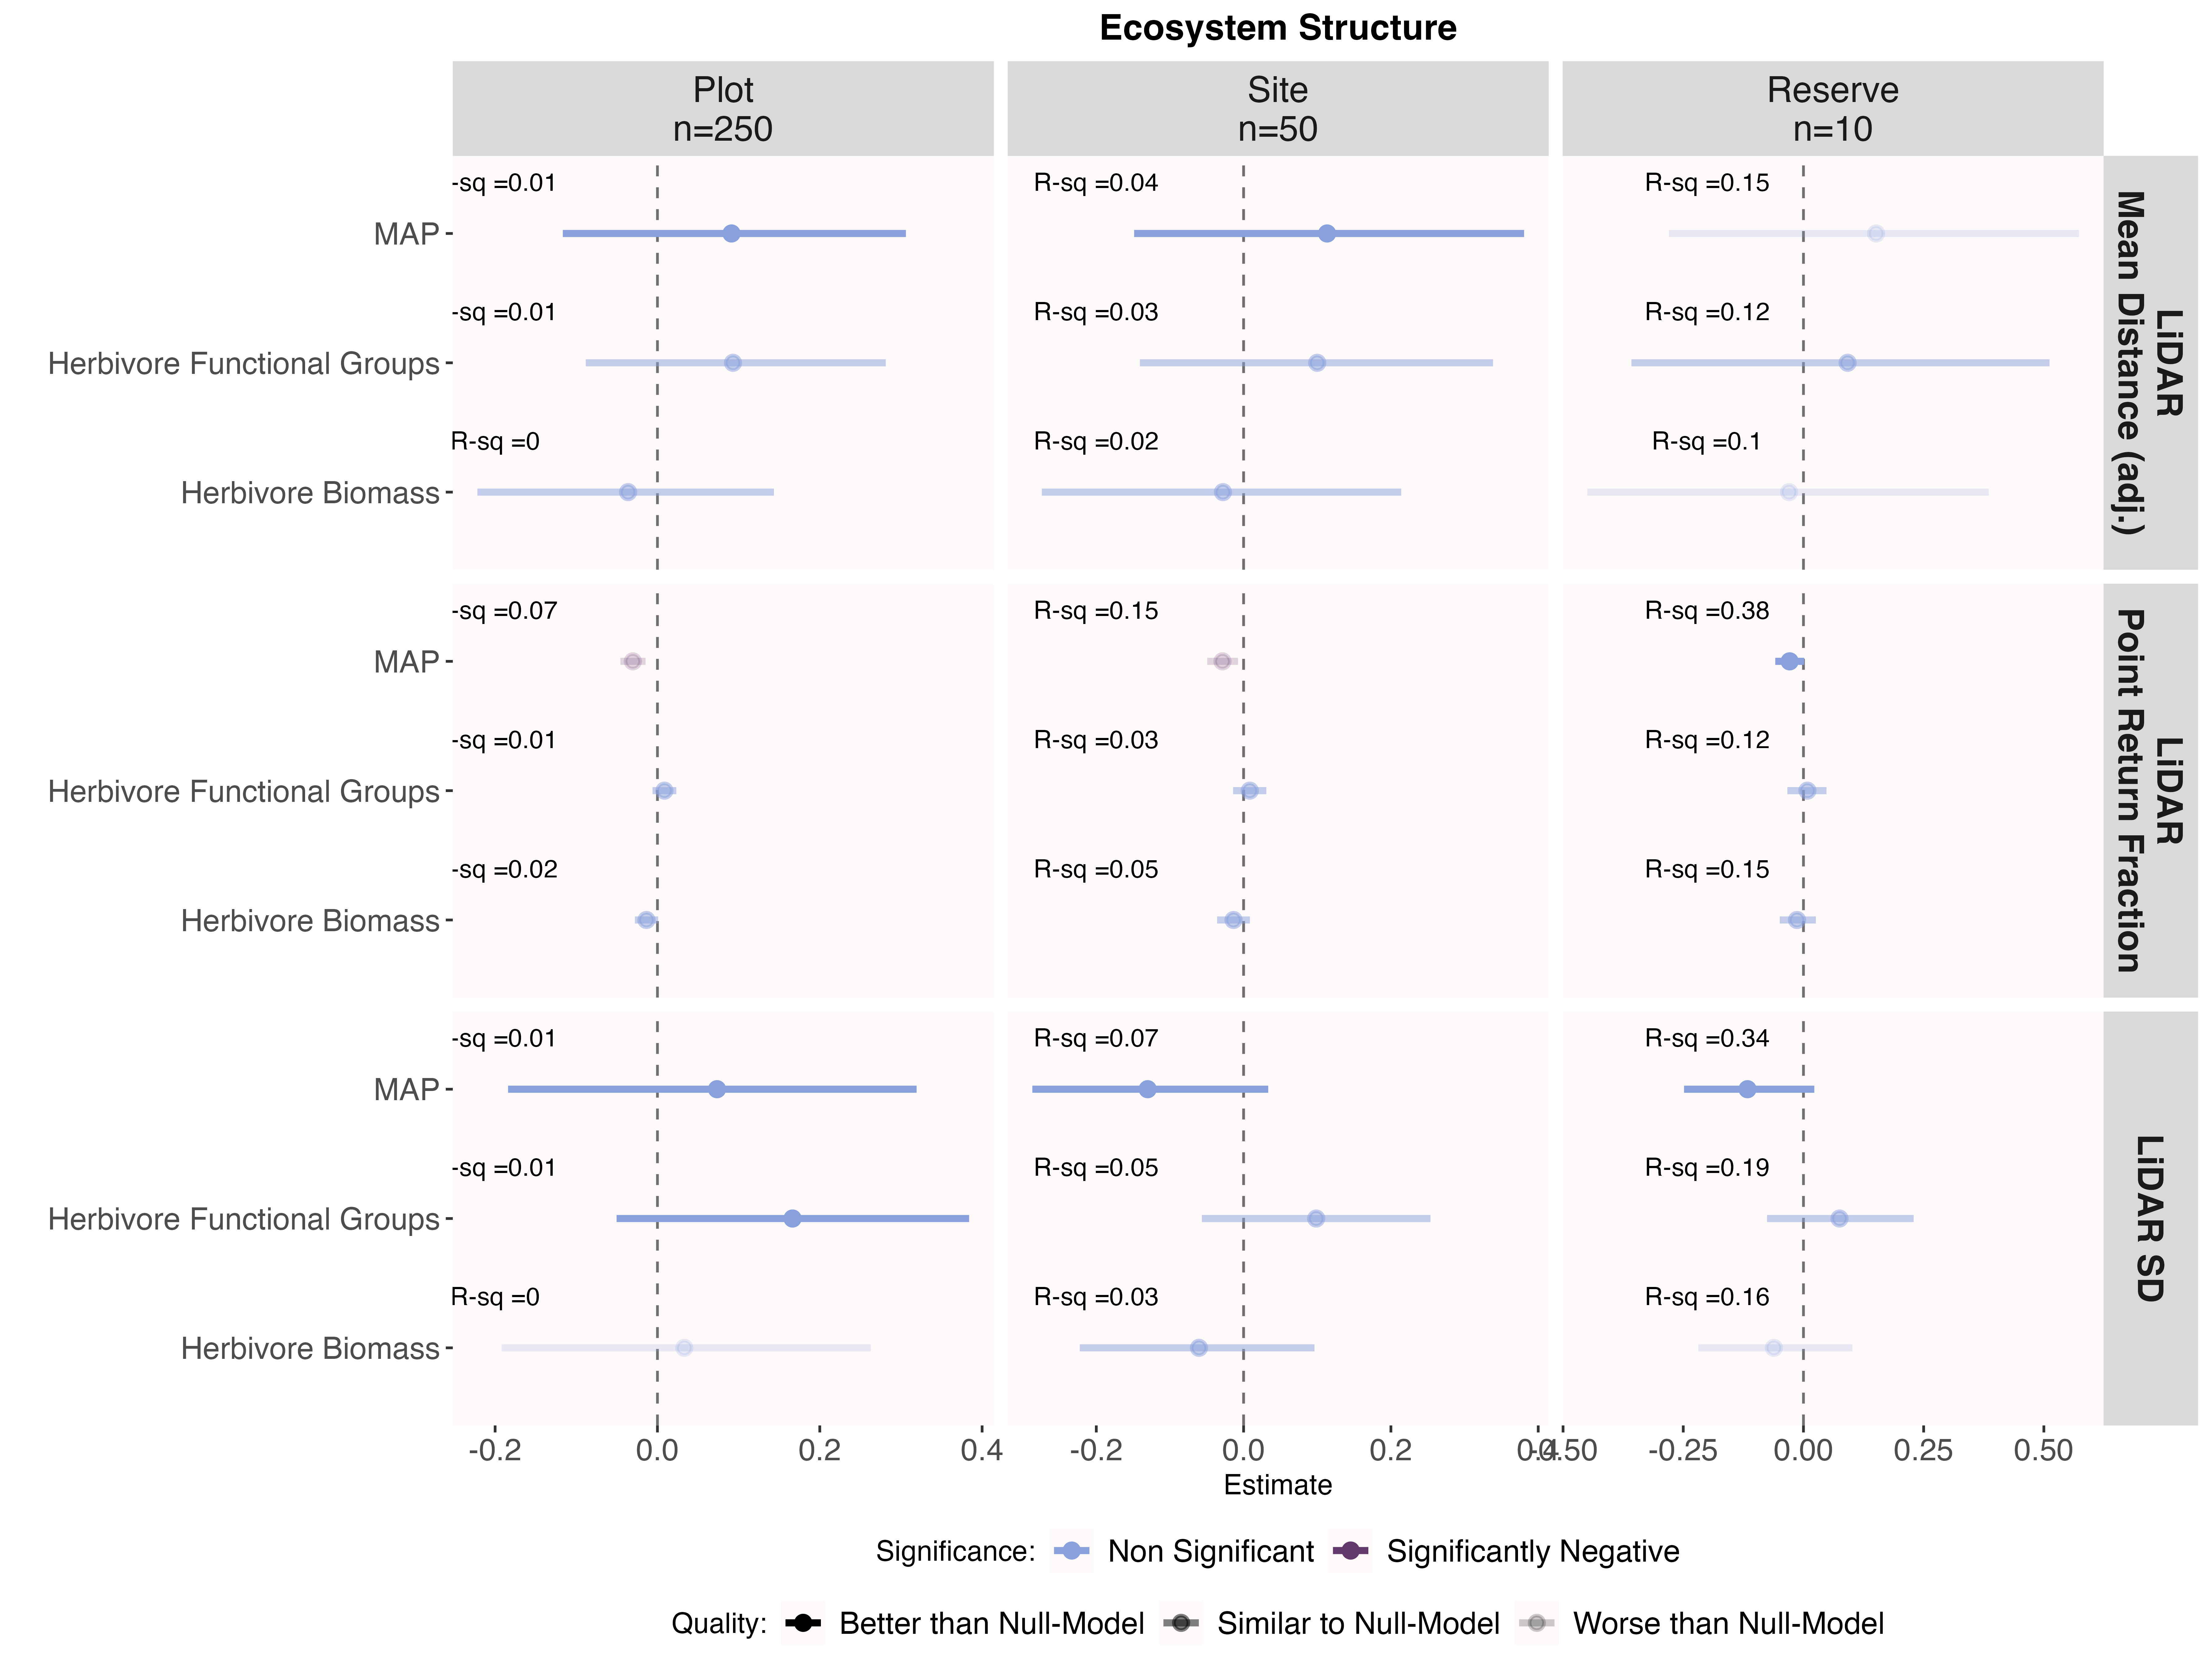 Ecosystem Structure
Plot
n=250
Site
n=50
Reserve
n=10
-sq =0.01
R-sq =0.04
R-sq =0.15
MAP
-sq =0.01
R-sq =0.03
R-sq =0.12
Herbivore Functional Groups
R-sq =0
R-sq =0.02
R-sq =0.1
Herbivore Biomass
LiDAR
Mean Distance (adj.)
-sq =0.07
R-sq =0.15
R-sq =0.38
MAP
-sq =0.01
R-sq =0.03
R-sq =0.12
Herbivore Functional Groups
-sq =0.02
R-sq =0.05
R-sq =0.15
Herbivore Biomass
LiDAR
Point Return Fraction
-sq =0.01
R-sq =0.07
R-sq =0.34
MAP
-sq =0.01
R-sq =0.05
R-sq =0.19
Herbivore Functional Groups
R-sq =0
R-sq =0.03
R-sq =0.16
Herbivore Biomass
LiDAR SD
-0.2 0.0 0.2 0.4
-0.2 0.0 0.2 0.4
-0.50 -0.25 0.00 0.25 0.50
Estimate
Significance: Non Significant Significantly Negative
Quality: Better than Null-Model Similar to Null-Model Worse than Null-Model